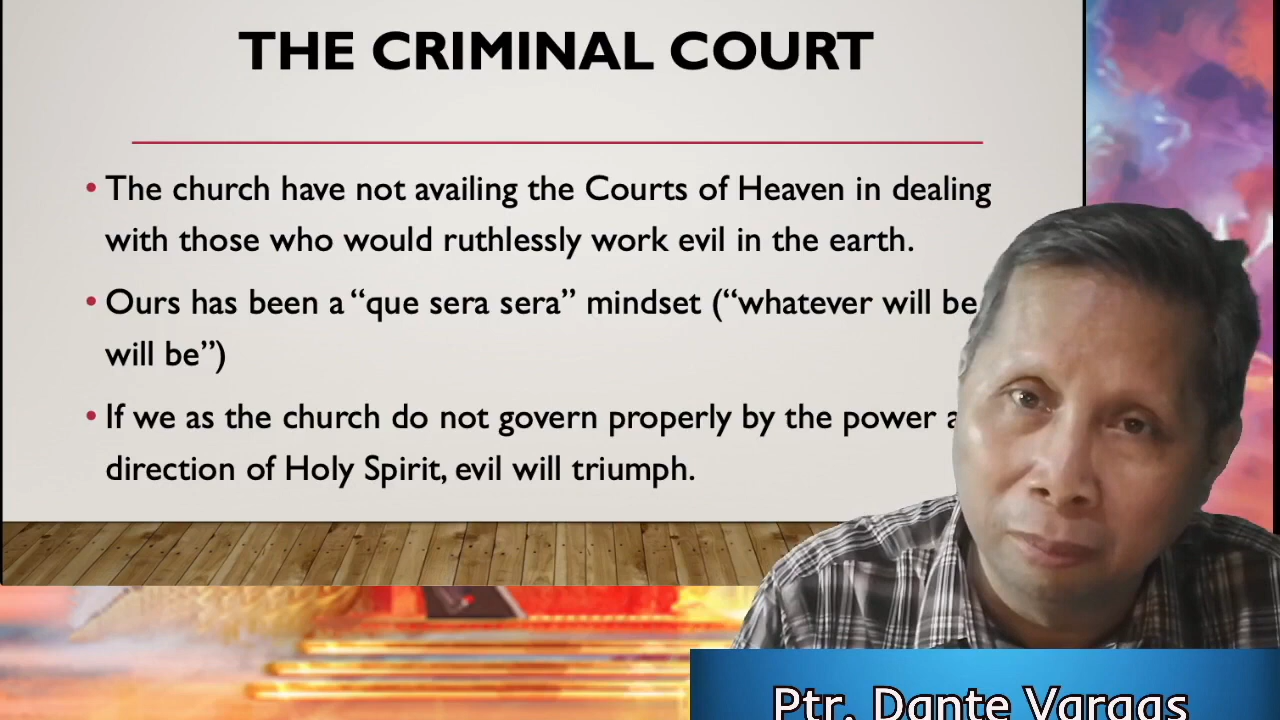 THE CRIMINAL COURT
• The church have not availing the Courts of Heaven in dealing
with those who would ruthlessly work evil in the earth.
• Ours has been a “que sera sera” mindset (“whatever will be
will be”)
• If we as the church do not govern properly by the power
direction of Holy Spirit, evil will triumph.
Ptr. Dante Vargas